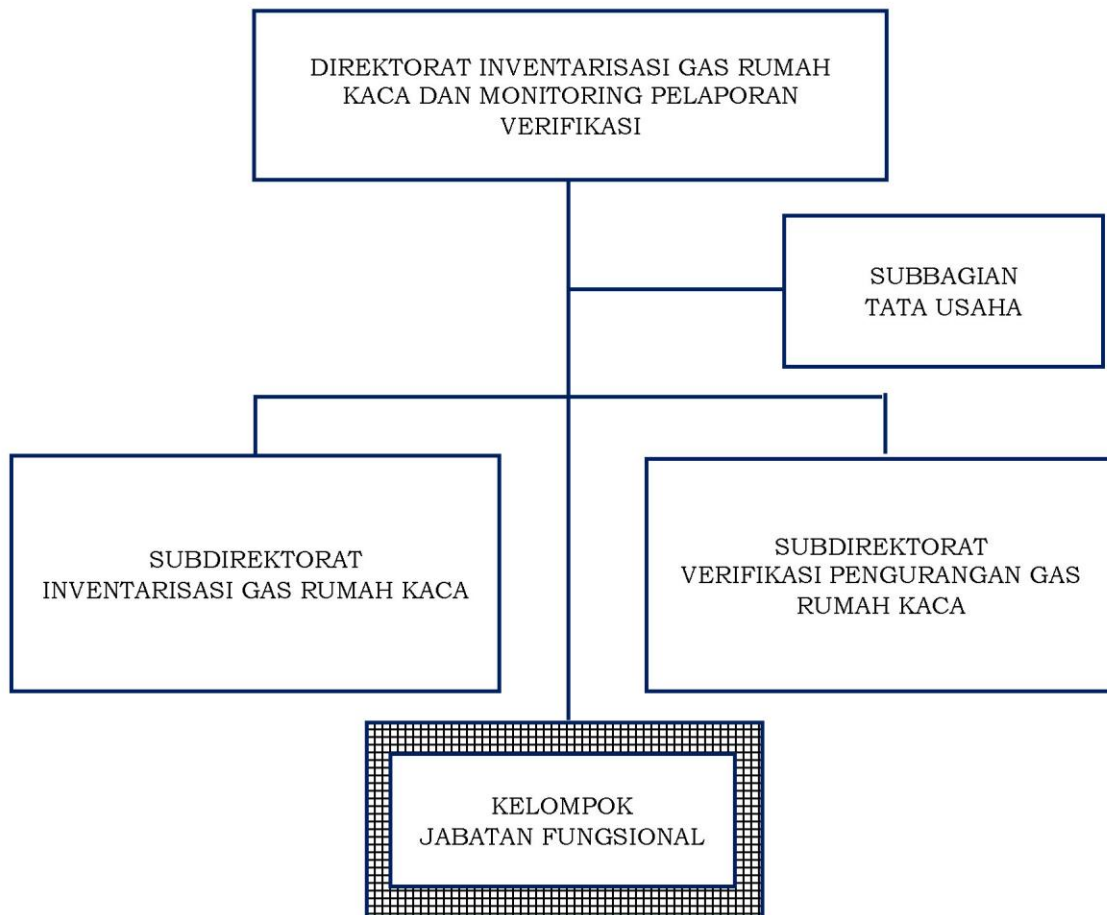 DIREKTORAT INVENTARISASI GAS RUMAH
KACA DAN MONITORING PELAPORAN
VERIFIKASI
SUBBAGIAN
TATA USAHA
SUBDIREKTORAT
INVENTARISASI GAS RUMAH KACA
SUBDIREKTORAT
VERIFIKASI PENGURANGAN GAS
RUMAH KACA
KELOMPOK
JABATAN FUNGSIONAL